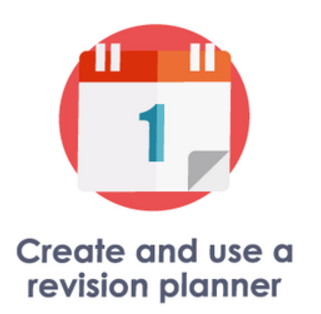 1
Create and use a
revision planner